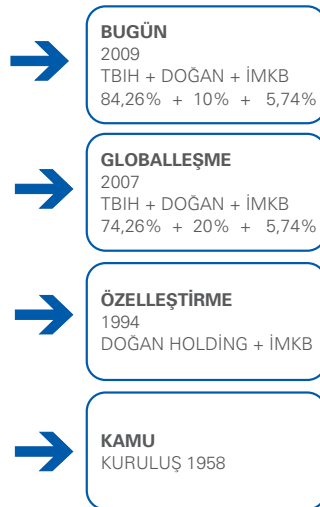 BUGÜN
2009
TBIH + DOĞAN + İMKB
84,26% + 10% + 5,74%
GLOBALLEŞME
2007
TBIH + DOĞAN + İMKB
74,26% + 20% + 5,74%
ÖZELLEŞTİRME
1994
DOĞAN HOLDİNG + İMKB
KAMU
KURULUŞ 1958